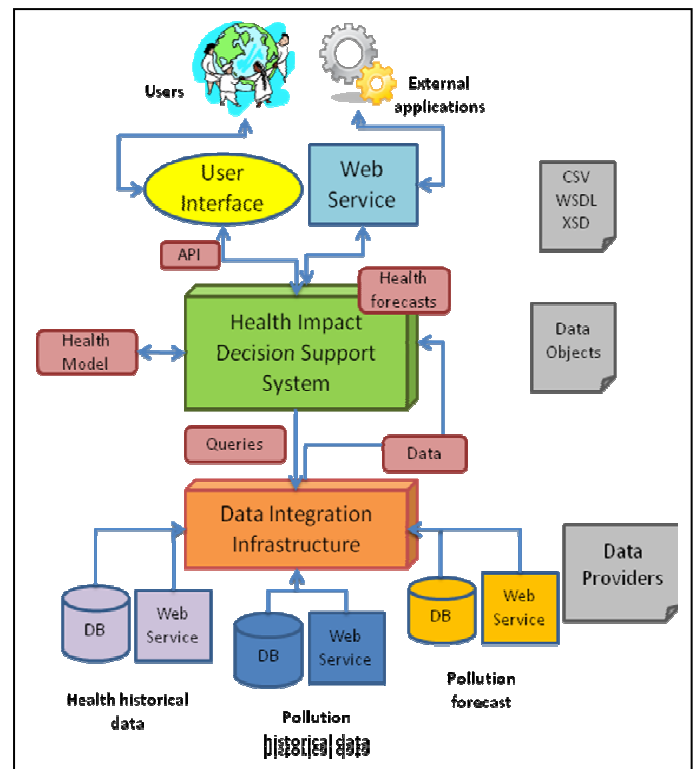 Users
External
applications
User
Interface
Web
Service
CSV
WSDL
XSD
API
Health
forecasts
Health Impact
Decision Support
System
Health
Model
Data
Objects
Queries
Data
Data Integration
Infrastructure
Data
Providers
DB
Web
Service
DB
Web
Service
DB
Web
Service
Health historical
data
Pollution
historical data
Pollution
forecast